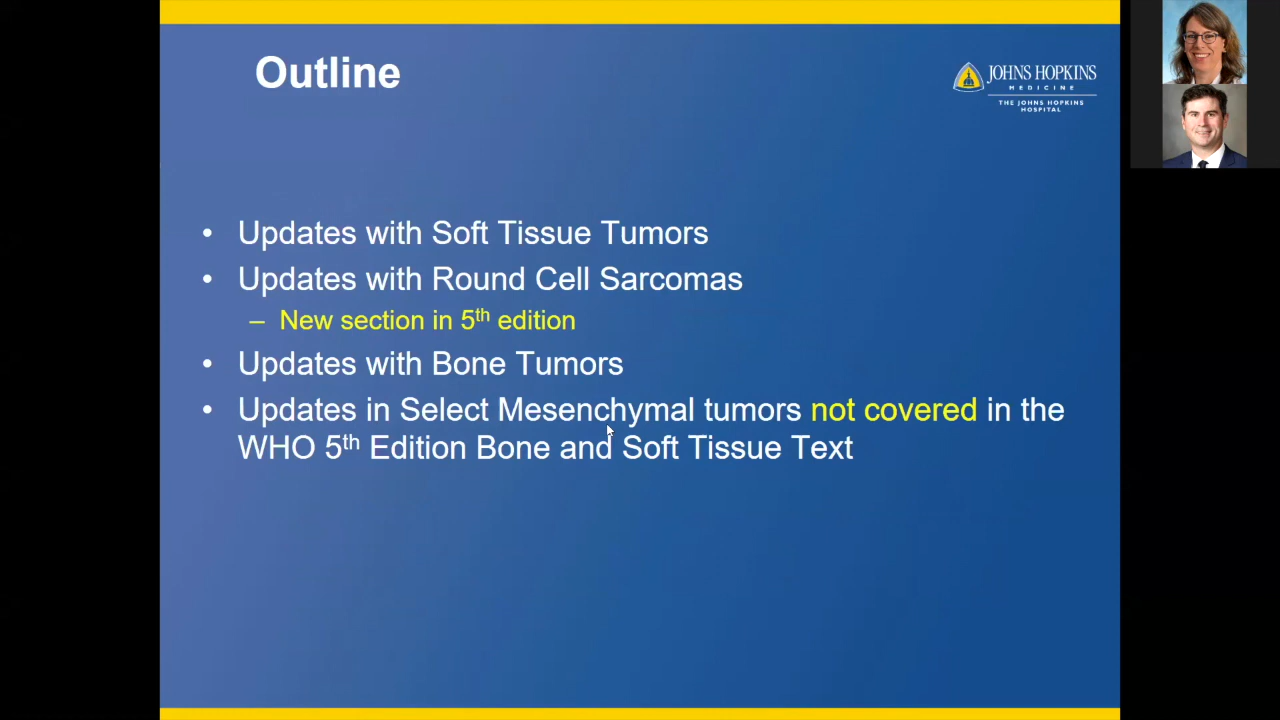 Outline
JOHNS HOPKINS
MEDICINE
THE JOHNS HOPKINS
HOSPITAL
• Updates with Soft Tissue Tumors
• Updates with Round Cell Sarcomas
– New section in 5th edition
• Updates with Bone Tumors
• Updates in Select Mesenchymal tumors not covered in the
WHO 5th Edition Bone and Soft Tissue Text